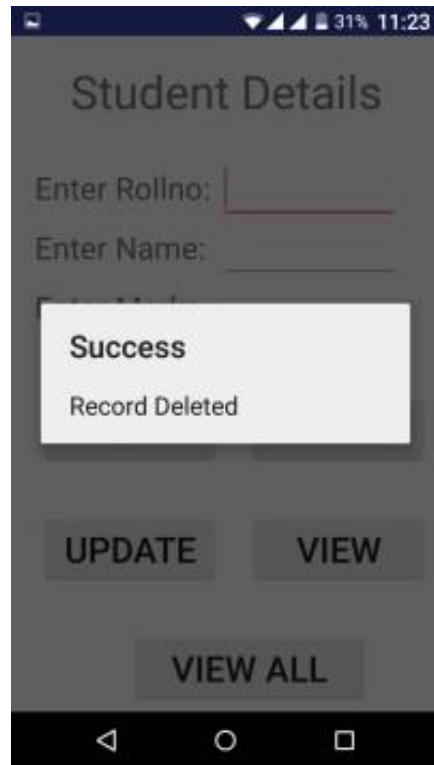 31% 11:23
Student Details
Enter Rollno:
Enter Name:
Success
Record Deleted
UPDATE VIEW
VIEW ALL